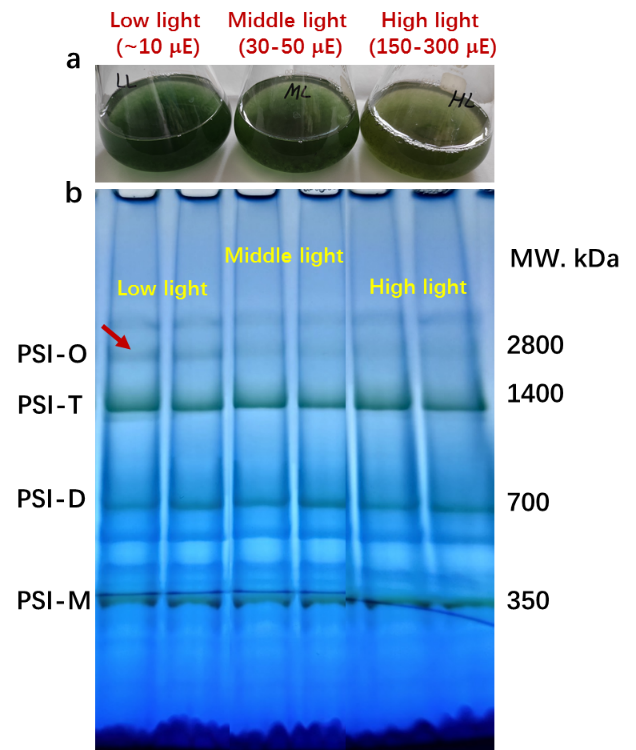 Low light
(~10 µE)
Middle light
(30-50 µE)
High light
(150-300 µE)
a
LL
ML
HL
b
MW. kDa
Low light
Middle light
High light
PSI-O
2800
PSI-T
1400
PSI-D
700
PSI-M
350